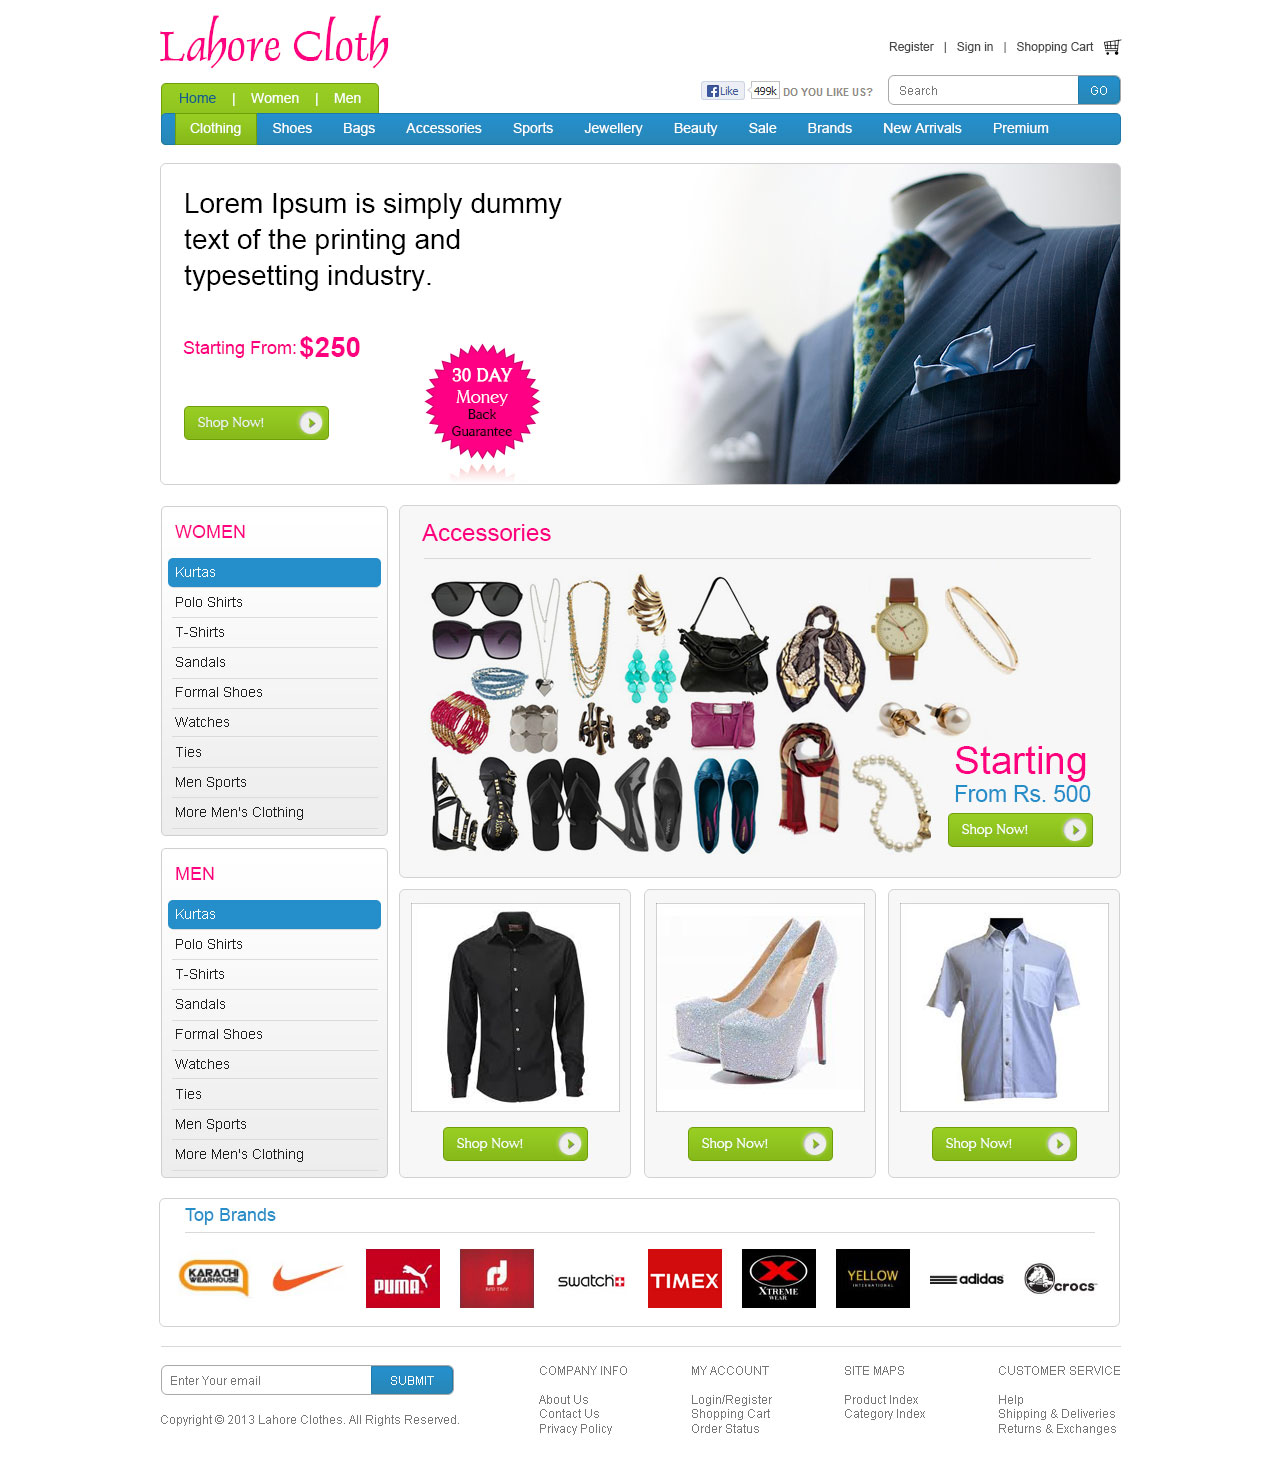 Lahore Cloth
Register | Sign in | Shopping Cart
Home | Women | Men
Like 499k DO YOU LIKE US?
Search GO
Clothing Shoes Bags Accessories Sports Jewellery Beauty Sale Brands New Arrivals Premium
Lorem Ipsum is simply dummy
text of the printing and
typesetting industry.
Starting From: $250
30 DAY
Money
Back
Guarantee
Shop Now!
WOMEN
Kurtas
Polo Shirts
T-Shirts
Sandals
Formal Shoes
Watches
Ties
Men Sports
More Men's Clothing
Accessories
Starting
From Rs. 500
Shop Now!
MEN
Kurtas
Polo Shirts
T-Shirts
Sandals
Formal Shoes
Watches
Ties
Men Sports
More Men's Clothing
Shop Now!
Shop Now!
Shop Now!
Top Brands
KARACHI
WEARHOUSE
PUMA
RED TREE
swatch
TIMEX
XTREME
WEAR
YELLOW
INTERNATIONAL
adidas
crocs
Enter Your email SUBMIT
Copyright © 2013 Lahore Clothes. All Rights Reserved.
COMPANY INFO
About Us
Contact Us
Privacy Policy
MY ACCOUNT
Login/Register
Shopping Cart
Order Status
SITE MAPS
Product Index
Category Index
CUSTOMER SERVICE
Help
Shipping & Deliveries
Returns & Exchanges